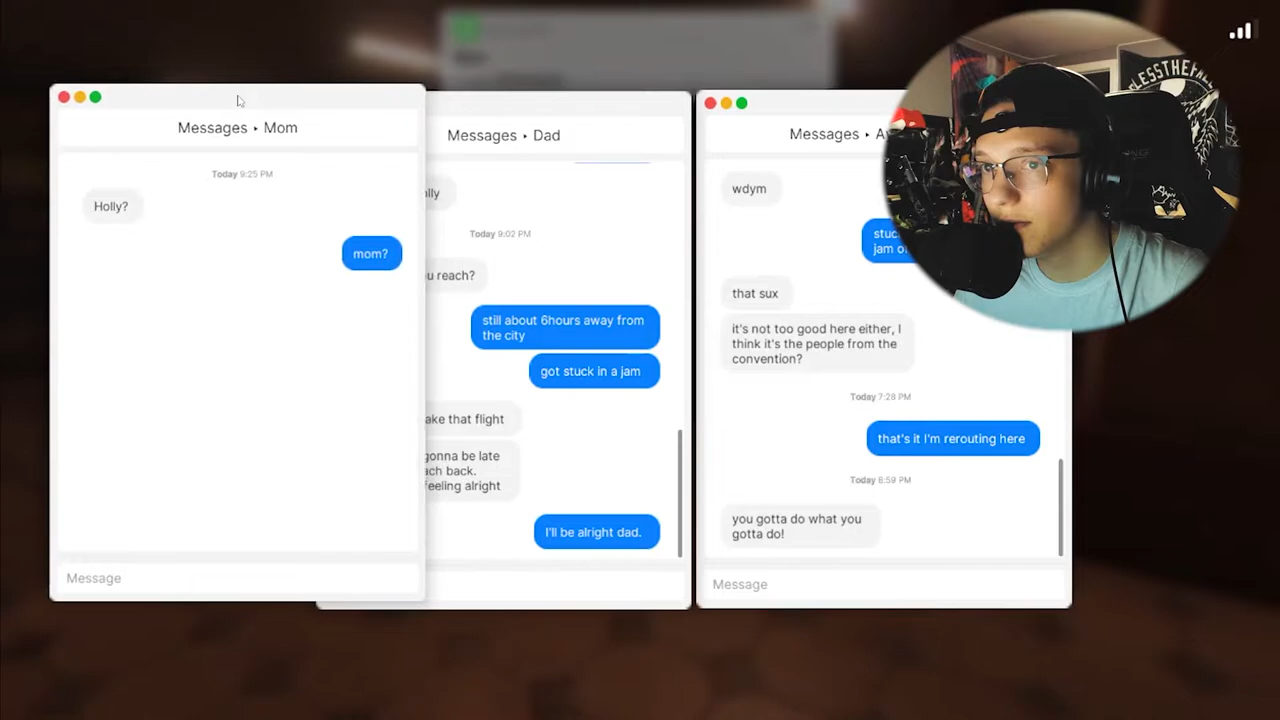 Messages ‣ Mom
Today 9:25 PM
Holly?
mom?
Message
Messages ‣ Dad
Today 9:02 PM
reach?
still about 6hours away from
the city
got stuck in a jam
that flight
gonna be late
back.
feeling alright
I'll be alright dad.
Messages ‣
wdym
jam
that sux
it's not too good here either, I
think it's the people from the
convention?
Today 7:28 PM
that's it I'm rerouting here
Today 8:59 PM
you gotta do what you
gotta do!
Message